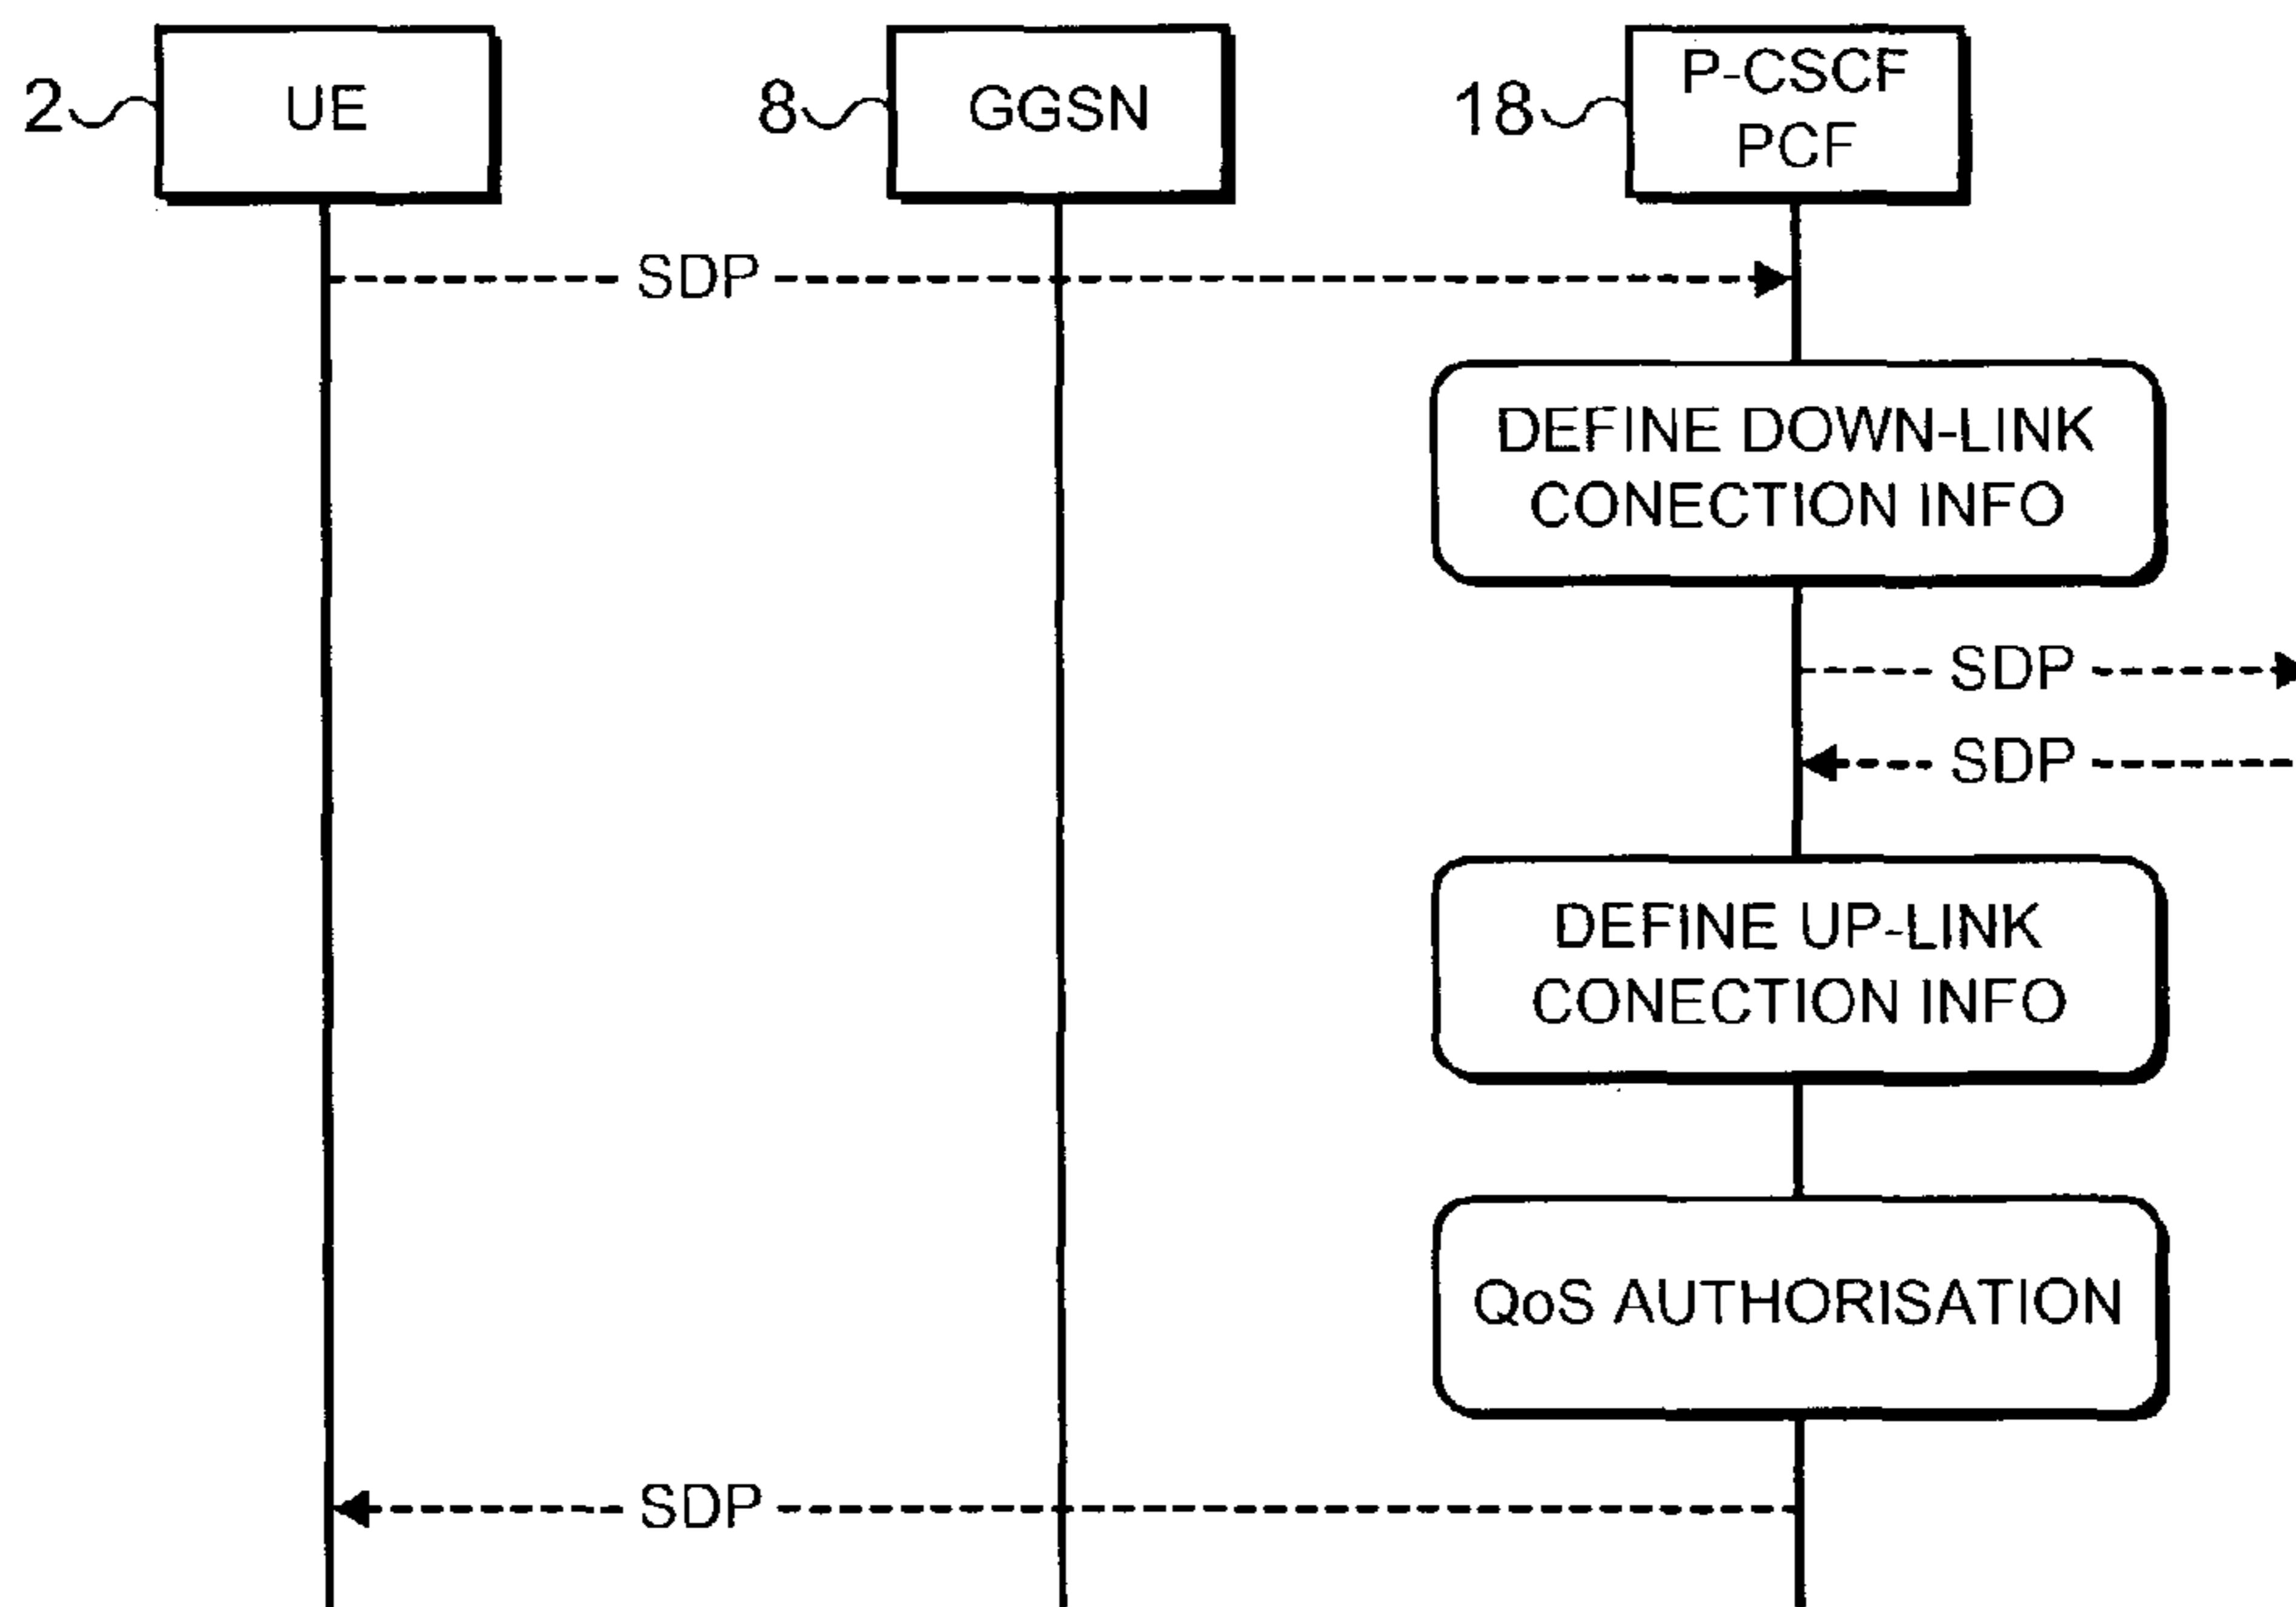 2 UE
8 GGSN
18 P-CSCF
PCF
SDP
DEFINE DOWN-LINK
CONECTION INFO
SDP
SDP
DEFINE UP-LINK
CONECTION INFO
QoS AUTHORISATION
SDP